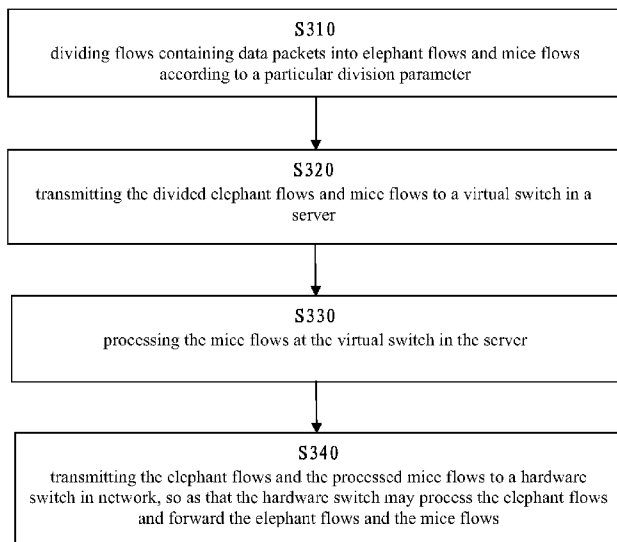 S310
dividing flows containing data packets into elephant flows and mice flows
according to a particular division parameter
S320
transmitting the divided elephant flows and mice flows to a virtual switch in a
server
S330
processing the mice flows at the virtual switch in the server
S340
transmitting the elephant flows and the processed mice flows to a hardware
switch in network, so as that the hardware switch may process the elephant flows
and forward the elephant flows and the mice flows